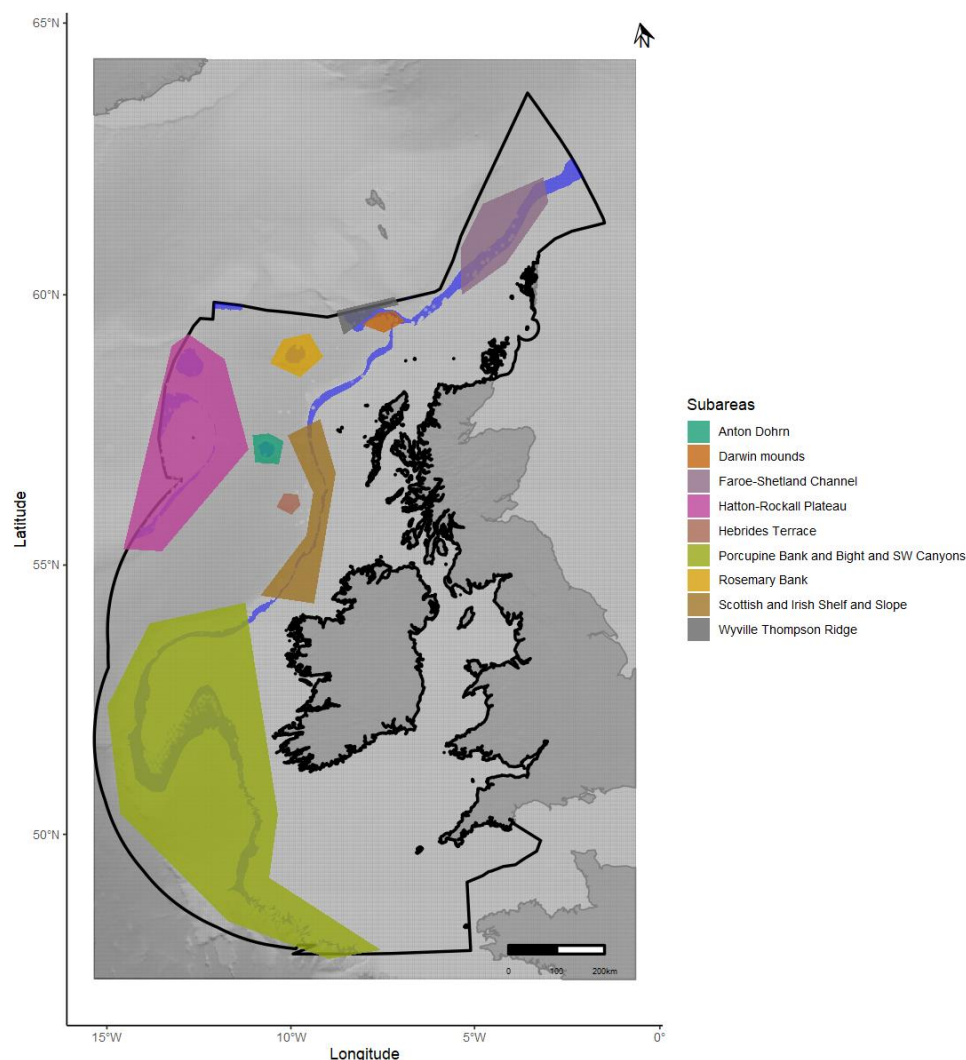 65°N
N
60°N
55°N
50°N
Latitude
Subareas
Anton Dohrn
Darwin mounds
Faroe-Shetland Channel
Hatton-Rockall Plateau
Hebrides Terrace
Porcupine Bank and Bight and SW Canyons
Rosemary Bank
Scottish and Irish Shelf and Slope
Wyville Thompson Ridge
0 100 200km
15°W 10°W 5°W 0°
Longitude